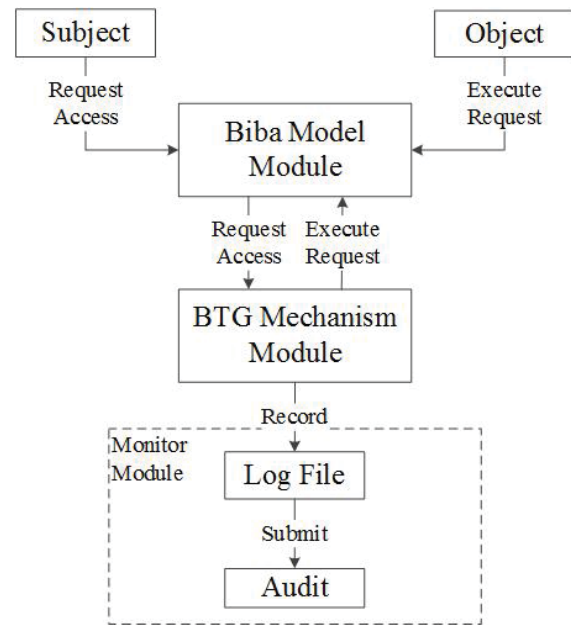 Subject
Object
Request
Access
Execute
Request
Biba Model
Module
Request
Access
Execute
Request
BTG Mechanism
Module
Record
Monitor
Module
Log File
Submit
Audit